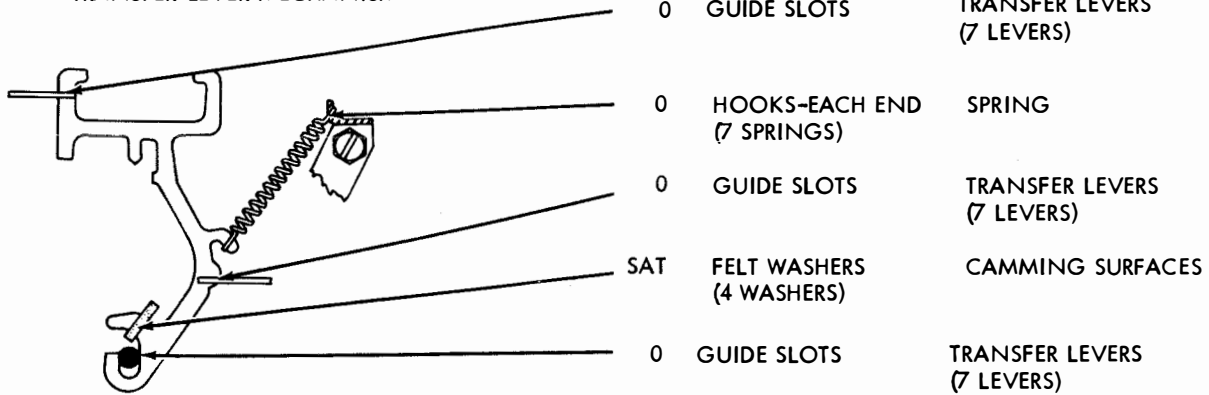 0 GUIDE SLOTS TRANSFER LEVERS
(7 LEVERS)
0 HOOKS-EACH END SPRING
(7 SPRINGS)
0 GUIDE SLOTS TRANSFER LEVERS
(7 LEVERS)
SAT FELT WASHERS CAMMING SURFACES
(4 WASHERS)
0 GUIDE SLOTS TRANSFER LEVERS
(7 LEVERS)